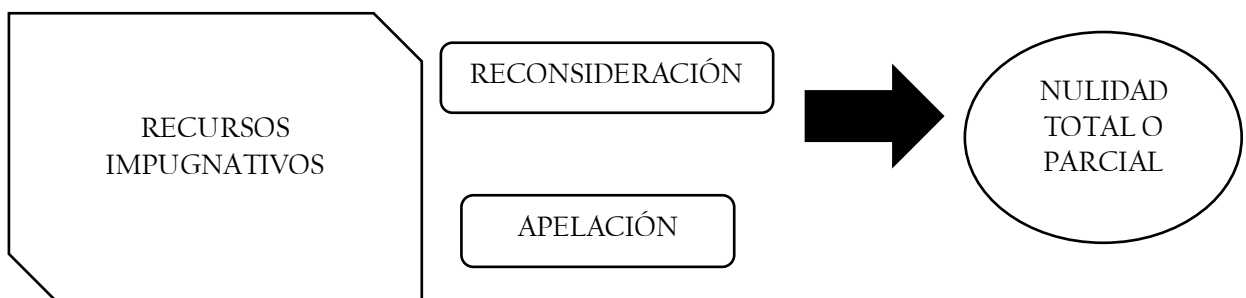 RECURSOS
IMPUGNATIVOS
RECONSIDERACIÓN
APELACIÓN
NULIDAD
TOTAL O
PARCIAL